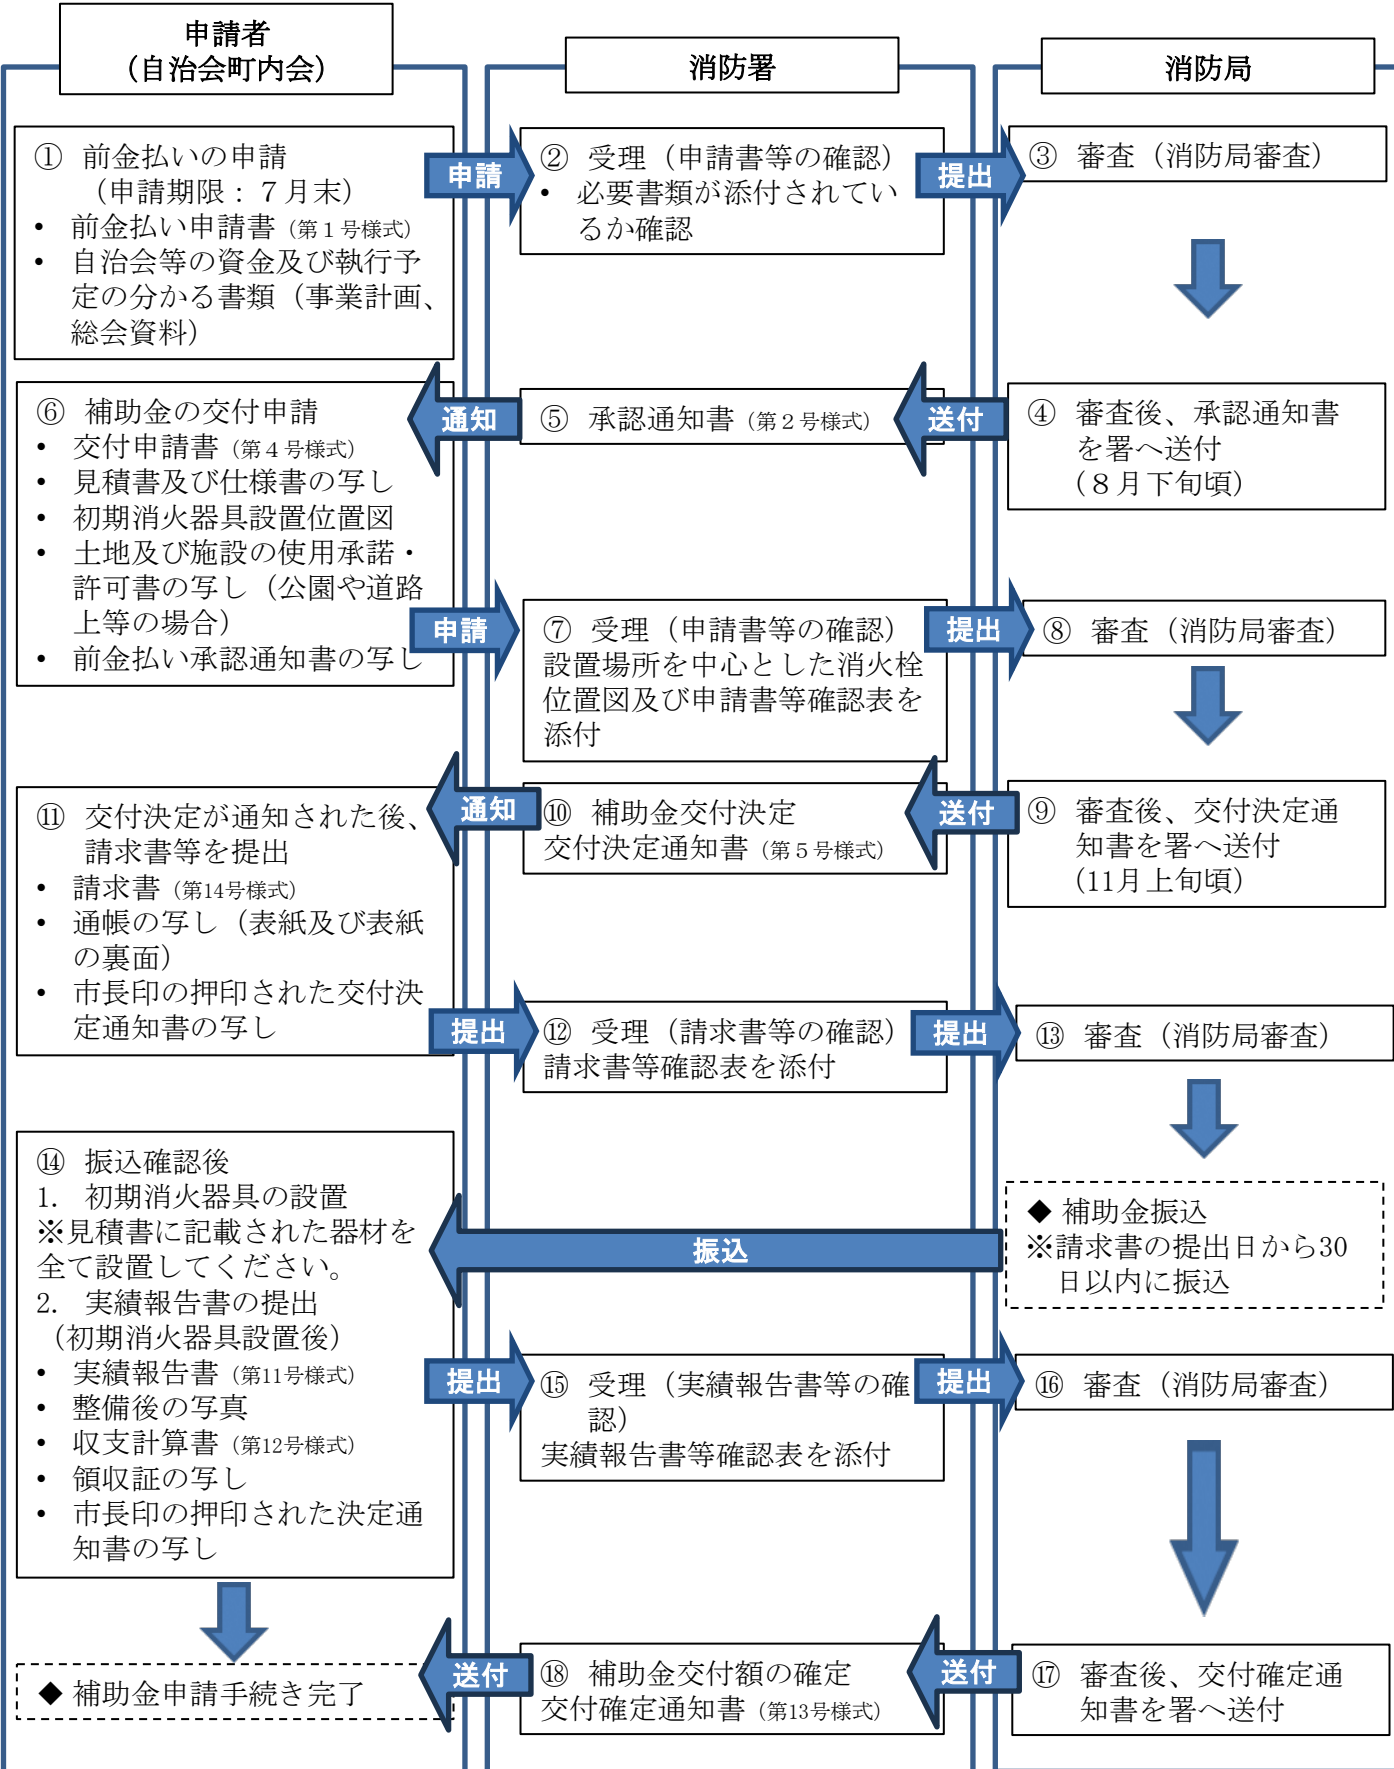 申請者
（自治会町内会）
消防署
消防局
① 前金払いの申請
（申請期限：７月末）
• 前金払い申請書（第１号様式）
• 自治会等の資金及び執行予
定の分かる書類（事業計画、
総会資料）
申請
② 受理（申請書等の確認）
• 必要書類が添付されてい
るか確認
提出
③ 審査（消防局審査）
④ 審査後、承認通知書
を署へ送付
（８月下旬頃）
送付
⑤ 承認通知書（第２号様式）
通知
⑥ 補助金の交付申請
• 交付申請書（第４号様式）
• 見積書及び仕様書の写し
• 初期消火器具設置位置図
• 土地及び施設の使用承諾・
許可書の写し（公園や道路
上等の場合）
• 前金払い承認通知書の写し
申請
⑦ 受理（申請書等の確認）
設置場所を中心とした消火栓
位置図及び申請書等確認表を
添付
提出
⑧ 審査（消防局審査）
⑨ 審査後、交付決定通
知書を署へ送付
（11月上旬頃）
送付
⑩ 補助金交付決定
交付決定通知書（第５号様式）
通知
⑪ 交付決定が通知された後、
請求書等を提出
• 請求書（第14号様式）
• 通帳の写し（表紙及び表紙
の裏面）
• 市長印の押印された交付決
定通知書の写し
提出
⑫ 受理（請求書等の確認）
請求書等確認表を添付
提出
⑬ 審査（消防局審査）
◆ 補助金振込
※請求書の提出日から30
日以内に振込
振込
⑭ 振込確認後
1. 初期消火器具の設置
※見積書に記載された器材を
全て設置してください。
2. 実績報告書の提出
（初期消火器具設置後）
• 実績報告書（第11号様式）
• 整備後の写真
• 収支計算書（第12号様式）
• 領収証の写し
• 市長印の押印された決定通
知書の写し
提出
⑮ 受理（実績報告書等の確
認）
実績報告書等確認表を添付
提出
⑯ 審査（消防局審査）
⑰ 審査後、交付確定通
知書を署へ送付
送付
⑱ 補助金交付額の確定
交付確定通知書（第13号様式）
送付
◆ 補助金申請手続き完了